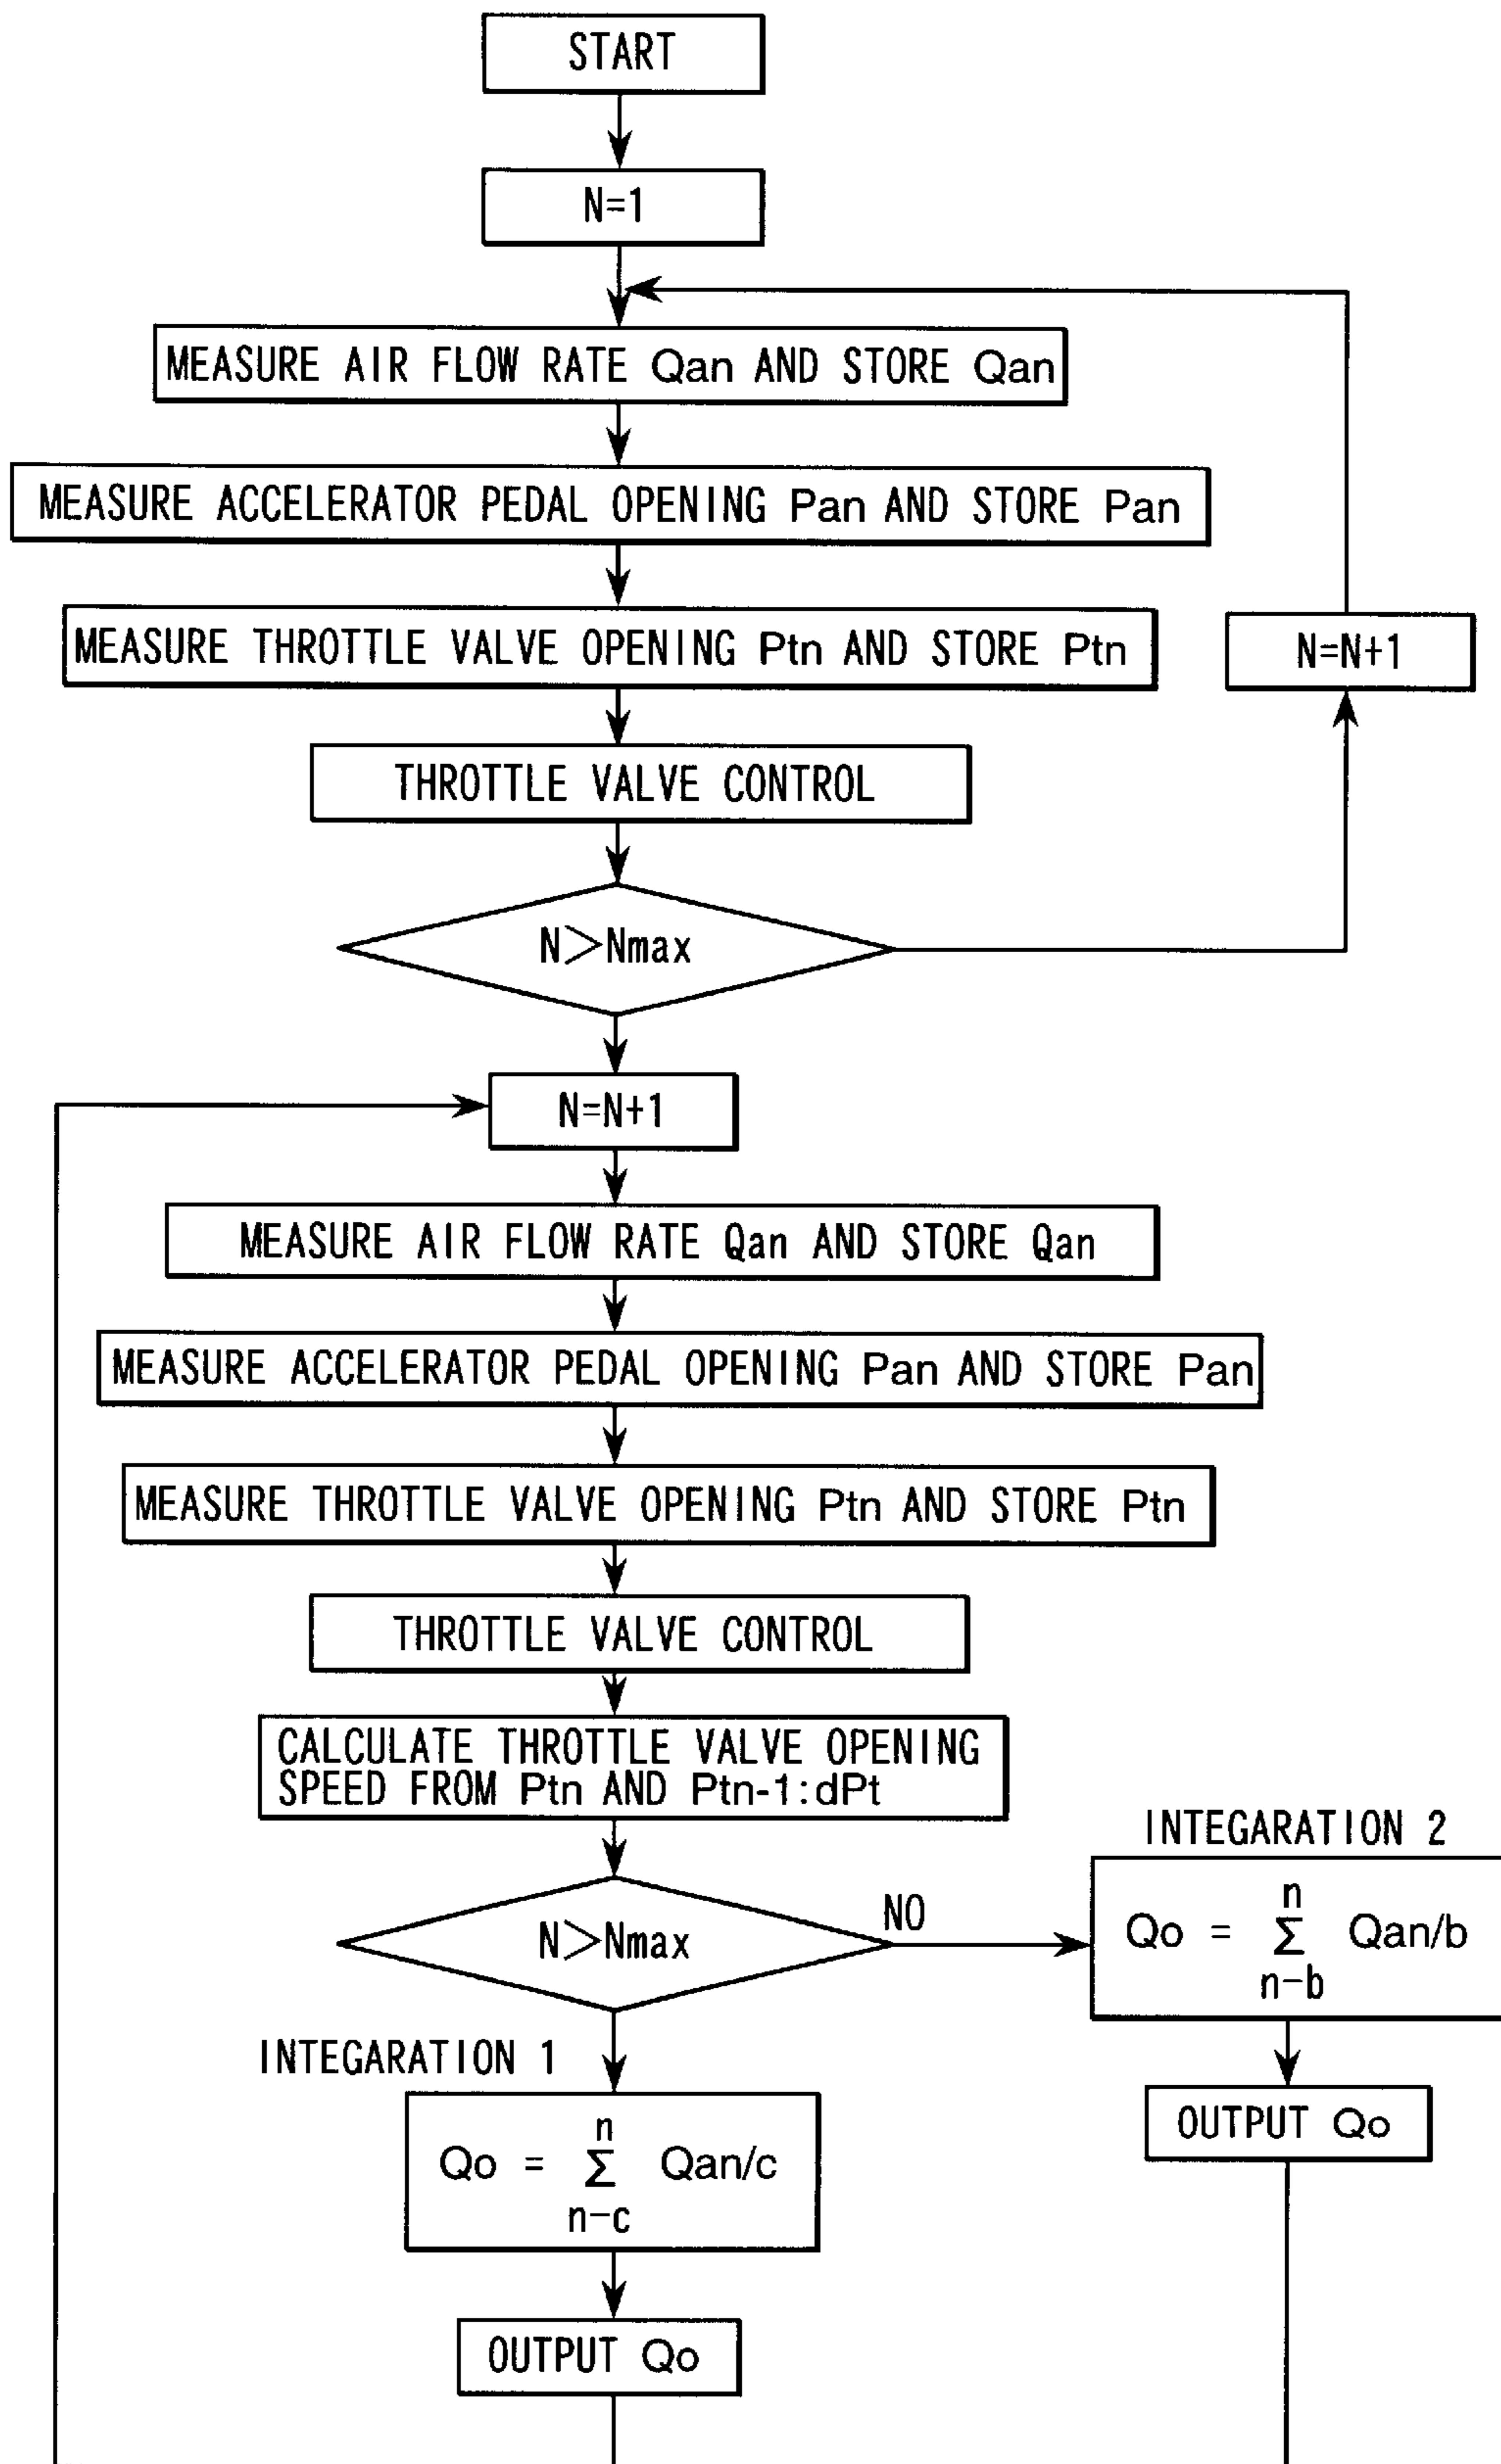 START
N=1
MEASURE AIR FLOW RATE Qan AND STORE Qan
MEASURE ACCELERATOR PEDAL OPENING Pan AND STORE Pan
MEASURE THROTTLE VALVE OPENING Ptn AND STORE Ptn
N=N+1
THROTTLE VALVE CONTROL
N>Nmax
N=N+1
MEASURE AIR FLOW RATE Qan AND STORE Qan
MEASURE ACCELERATOR PEDAL OPENING Pan AND STORE Pan
MEASURE THROTTLE VALVE OPENING Ptn AND STORE Ptn
THROTTLE VALVE CONTROL
CALCULATE THROTTLE VALVE OPENING
SPEED FROM Ptn AND Ptn-1:dPt
N>Nmax
NO
INTEGARATION 2
n
Qo = Σ Qan/b
n-b
OUTPUT Qo
INTEGARATION 1
n
Qo = Σ Qan/c
n-c
OUTPUT Qo